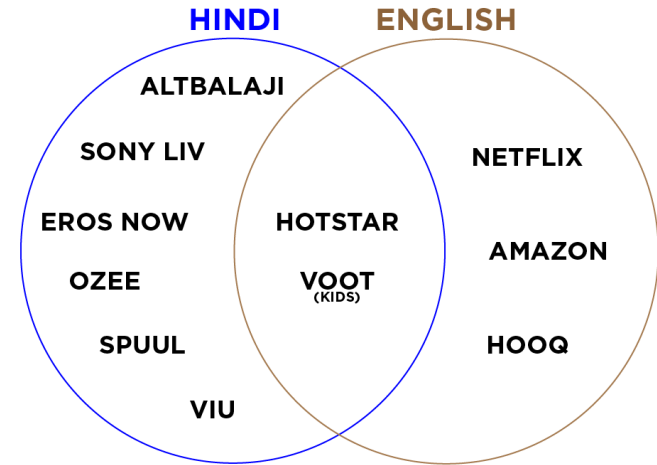 HINDI
ENGLISH
ALTBALAJI
SONY LIV
NETFLIX
EROS NOW
HOTSTAR
AMAZON
OZEE
VOOT
(KIDS)
SPUUL
HOOQ
VIU